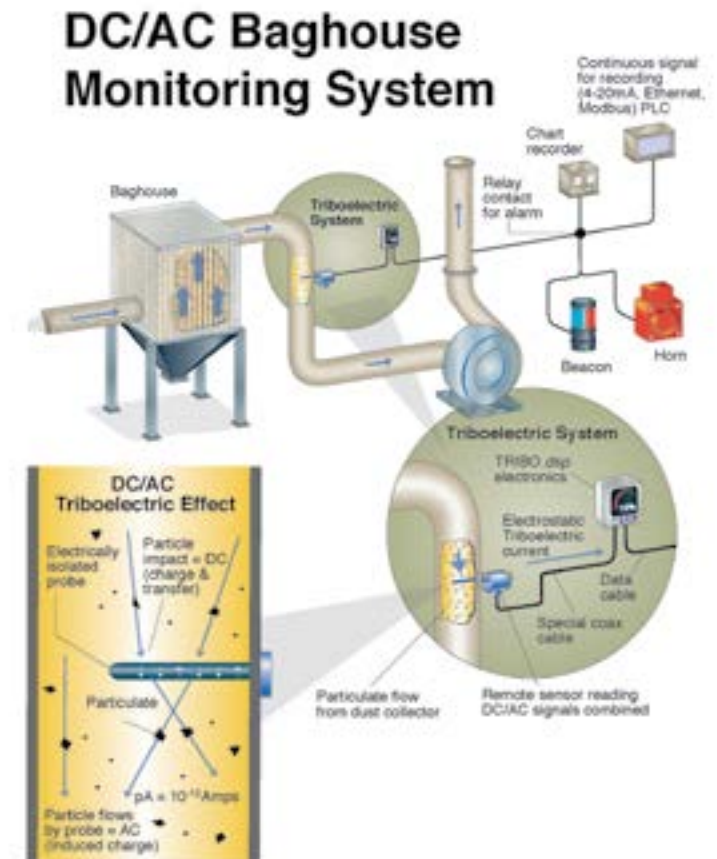 DC/AC Baghouse
Monitoring System
Continuous signal
for recording
(4-20mA, Ethernet,
Modbus) PLC
Chart
recorder
Relay
contact
for alarm
Baghouse
Triboelectric
System
Beacon
Horn
Triboelectric System
TRIBO.dsp
electronics
Electrostatic
Triboelectric
current
Data
cable
Special coax
cable
Particulate flow
from dust collector
Remote sensor reading
DC/AC signals combined
DC/AC
Triboelectric Effect
Electrically
isolated
probe
Particle
impact = DC
(charge &
transfer)
Particulate
pA = 10⁻¹² Amps
Particle flows
by probe = AC
(induced charge)